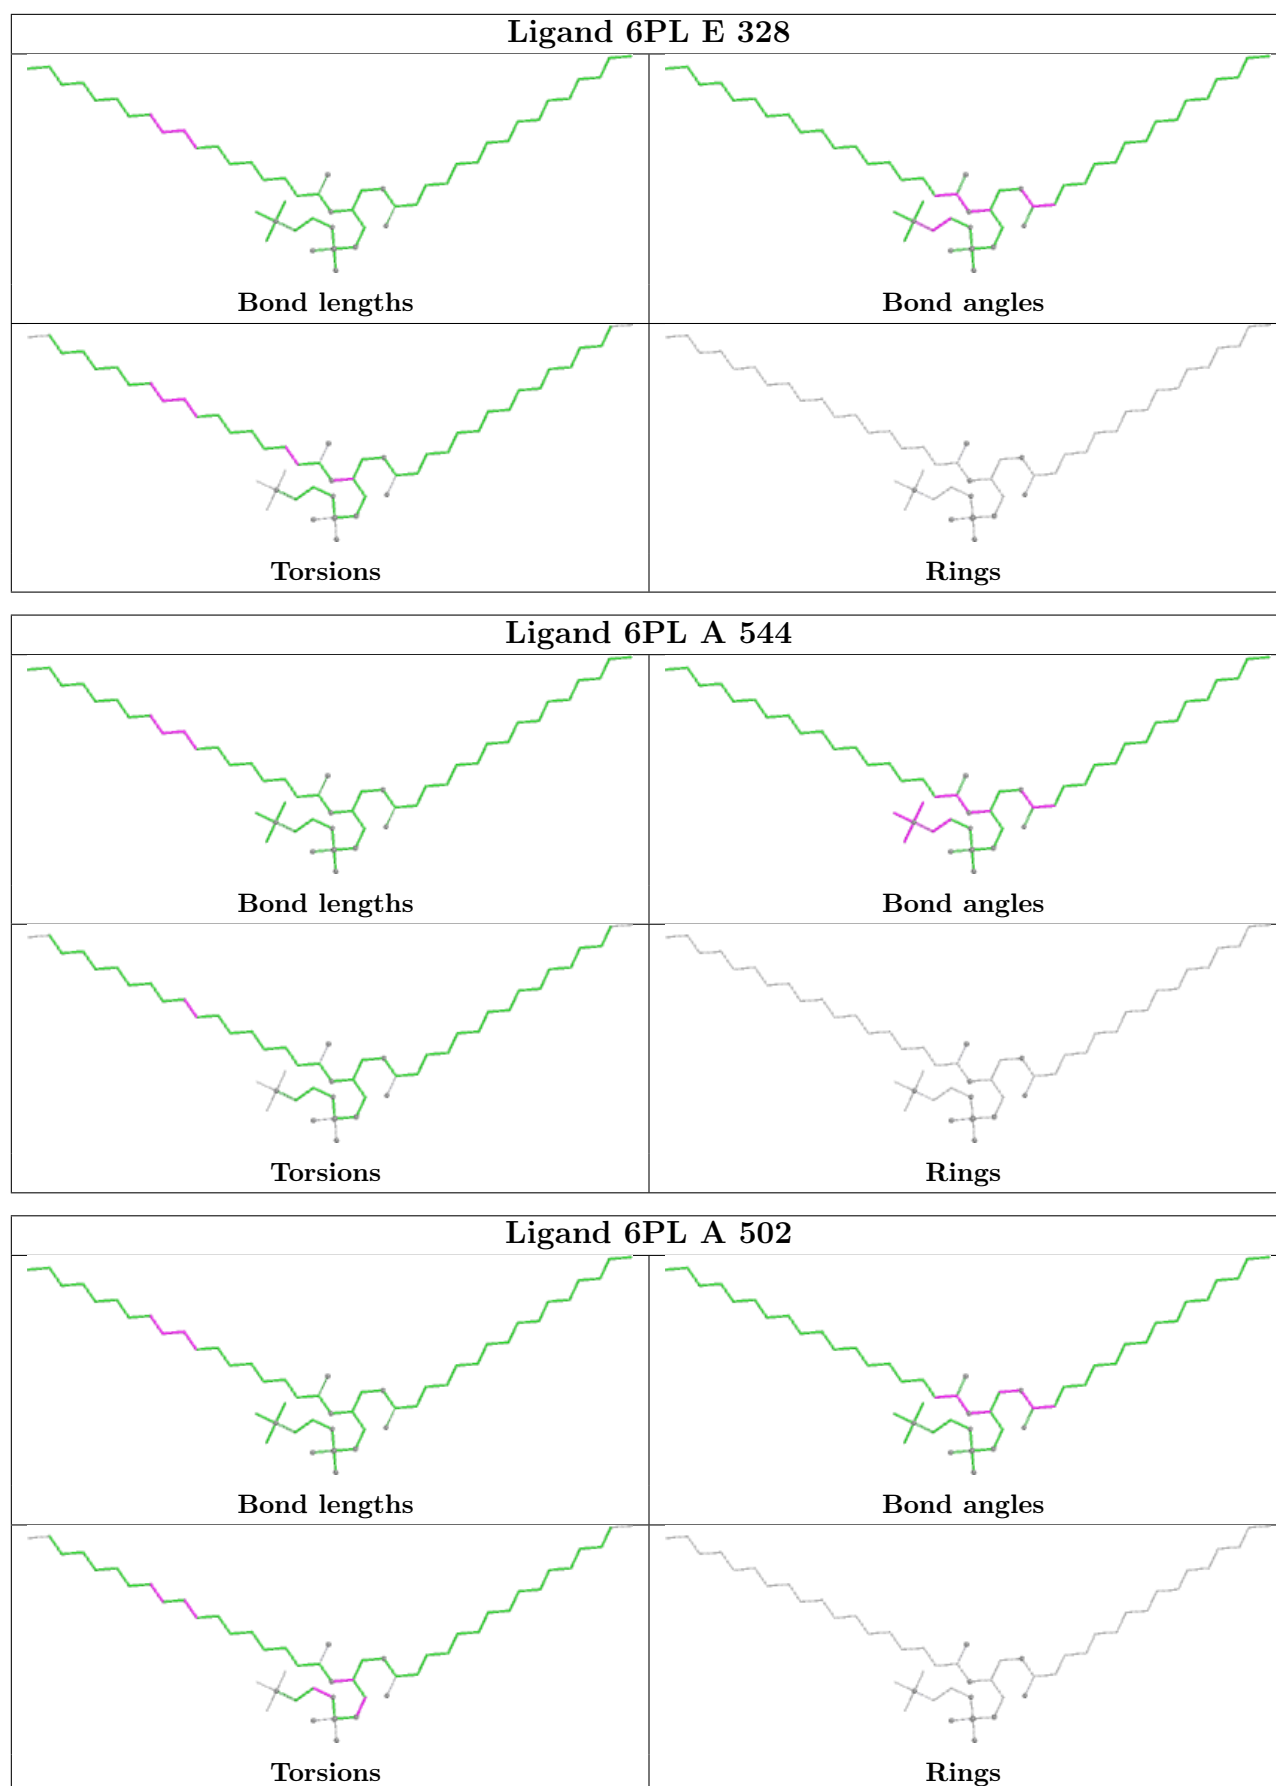 Ligand 6PL E 328
Bond lengths
Bond angles
Torsions
Rings
Ligand 6PL A 544
Bond lengths
Bond angles
Torsions
Rings
Ligand 6PL A 502
Bond lengths
Bond angles
Torsions
Rings